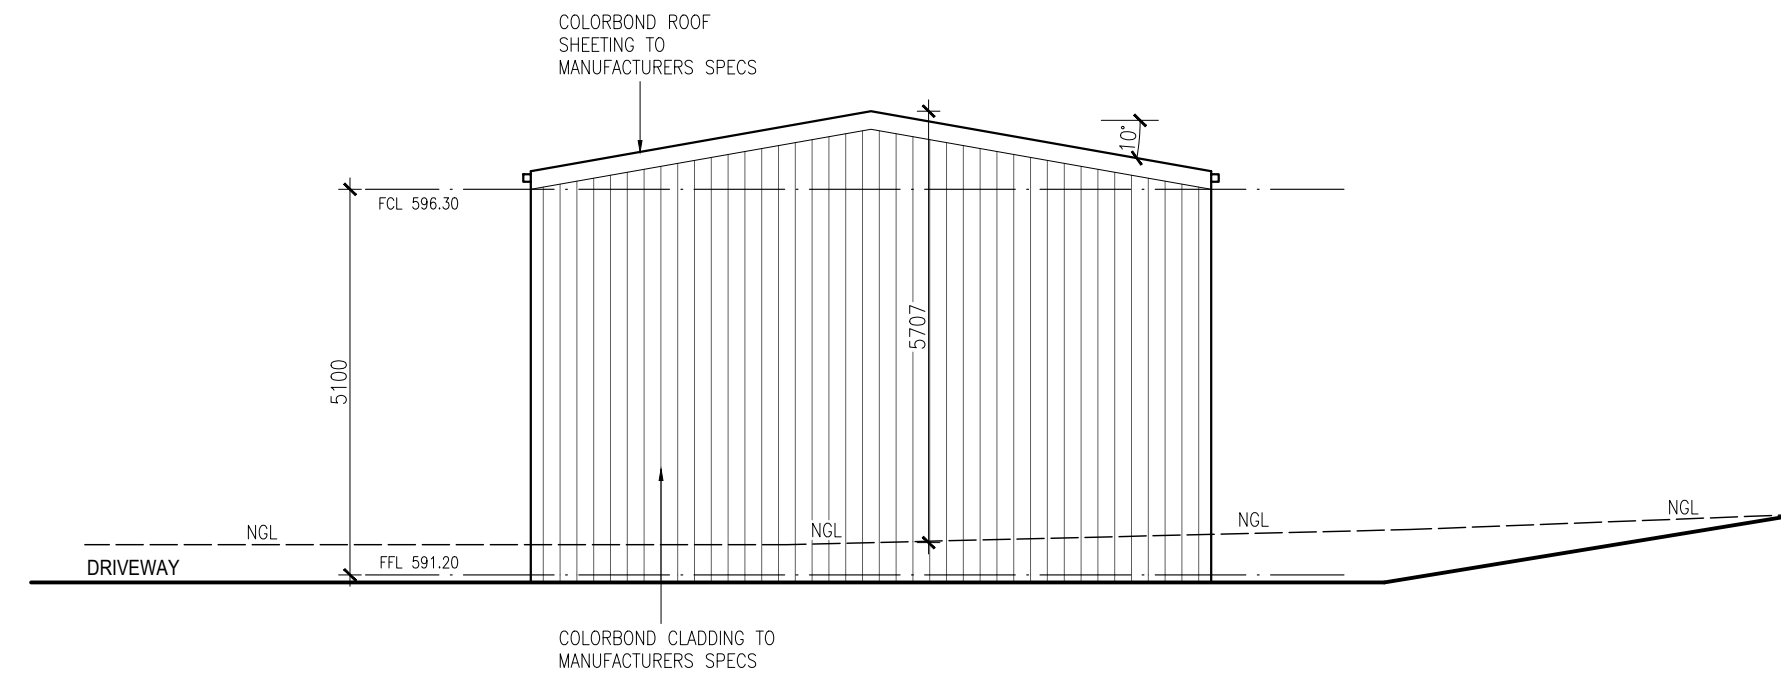 COLORBOND ROOF
SHEETING TO
MANUFACTURERS SPECS
10°
FCL 596.30
5707
5100
NGL
NGL
NGL
NGL
DRIVEWAY
FFL 591.20
COLORBOND CLADDING TO
MANUFACTURERS SPECS